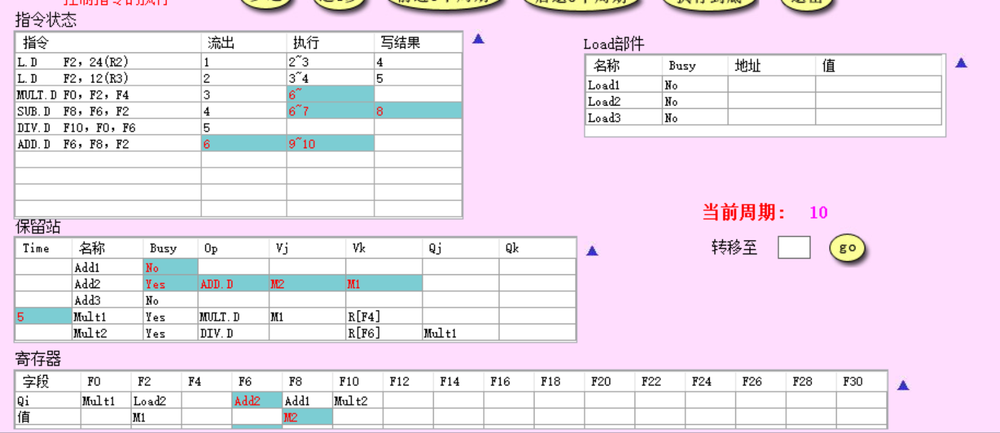 控制指令的执行
指令状态
指令 流出 执行 写结果
L.D F2，24(R2) 1 2~3 4
L.D F2，12(R3) 2 3~4 5
MULT.D F0，F2，F4 3 6~
SUB.D F8，F6，F2 4 6~7 8
DIV.D F10，F0，F6 5
ADD.D F6，F8，F2 6 9~10
Load部件
名称 Busy 地址 值
Load1 No
Load2 No
Load3 No
当前周期： 10
转移至 go
保留站
Time 名称 Busy Op Vj Vk Qj Qk
Add1 No
Add2 Yes ADD.D M2 M1
Add3 No
5 Mult1 Yes MULT.D M1 R[F4]
Mult2 Yes DIV.D R[F6] Mult1
寄存器
字段 F0 F2 F4 F6 F8 F10 F12 F14 F16 F18 F20 F22 F24 F26 F28 F30
Qi Mult1 Load2 Add2 Add1 Mult2
值 M1 M2